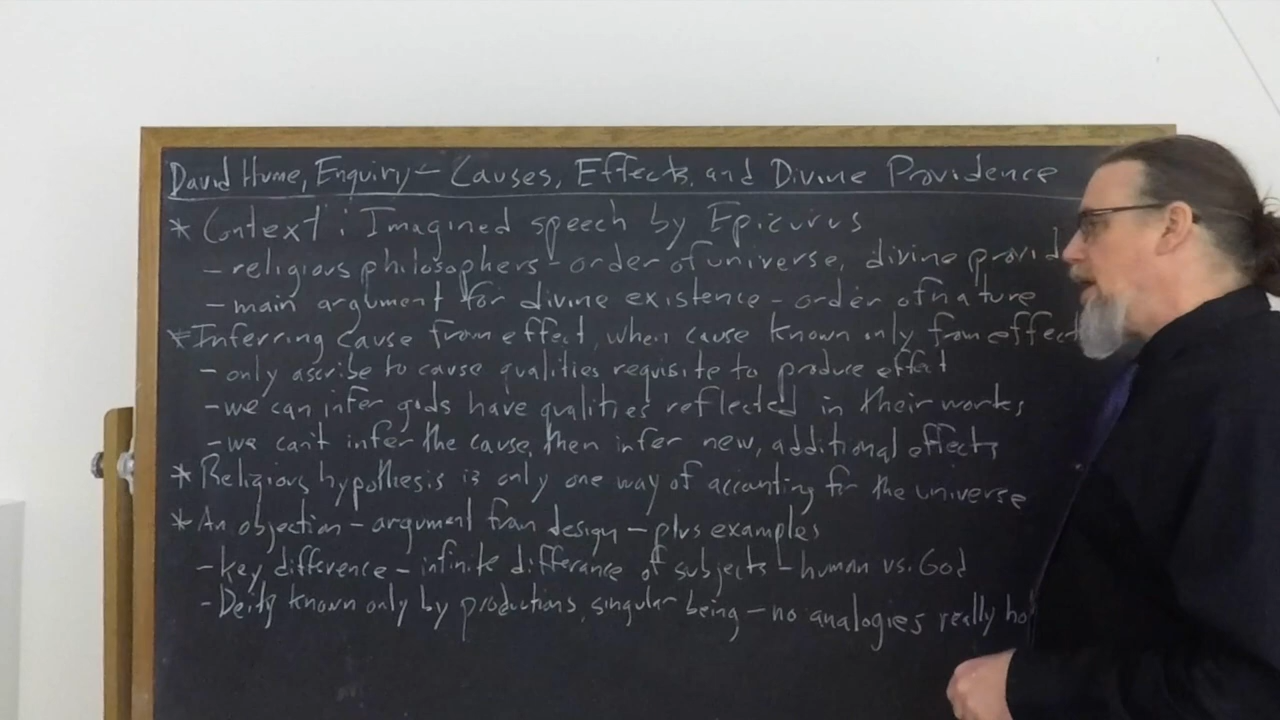 David Hume, Enquiry - Causes, Effects, and Divine Providence
* Context: Imagined speech by Epicurus
- religious philosophers - order of universe, divine provid
- main argument for divine existence - order of nature
* Inferring cause from effect, when cause known only from effect
- only ascribe to cause qualities requisite to produce effect
- we can infer gods have qualities reflected in their works
- we can't infer the cause, then infer new, additional effects
* Religious hypothesis is only one way of accounting for the universe
* An objection - argument from design - plus examples
- key difference - infinite difference of subjects - human vs. God
- Deity known only by productions, singular being - no analogies really ho